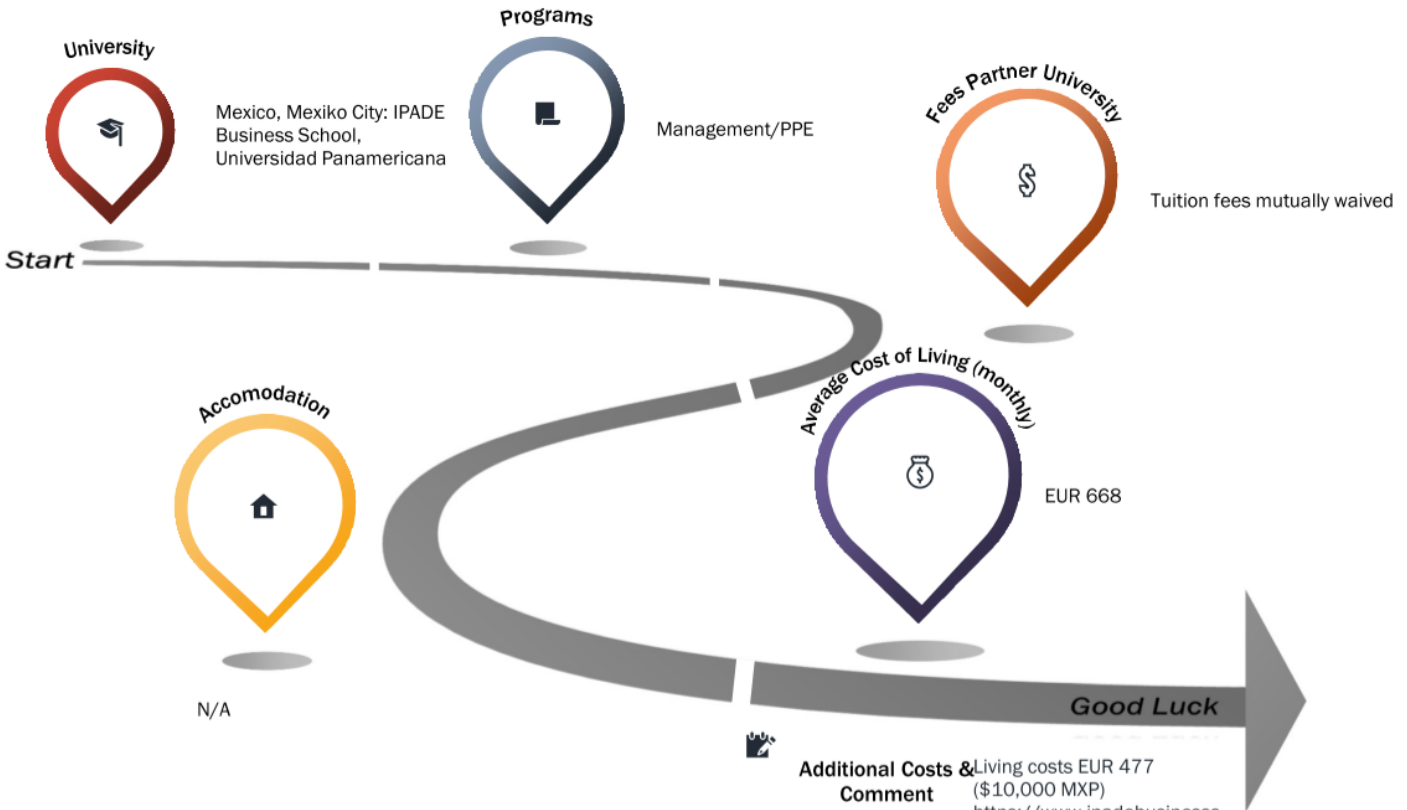 University
Mexico, Mexiko City: IPADE
Business School,
Universidad Panamericana
Programs
Management/PPE
Fees Partner University
Tuition fees mutually waived
Start
Average Cost of Living (monthly)
EUR 668
Accomodation
N/A
Good Luck
Additional Costs &
Comment
Living costs EUR 477
($10,000 MXP)